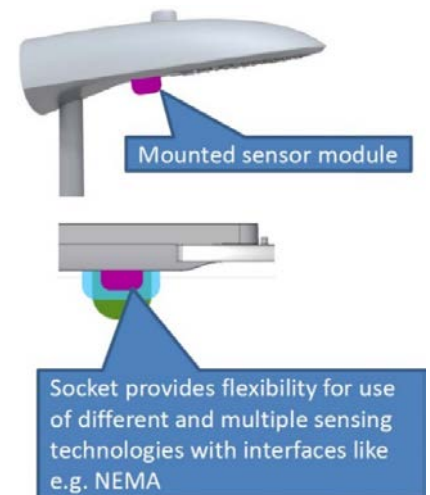 Mounted sensor module
Socket provides flexibility for use
of different and multiple sensing
technologies with interfaces like
e.g. NEMA